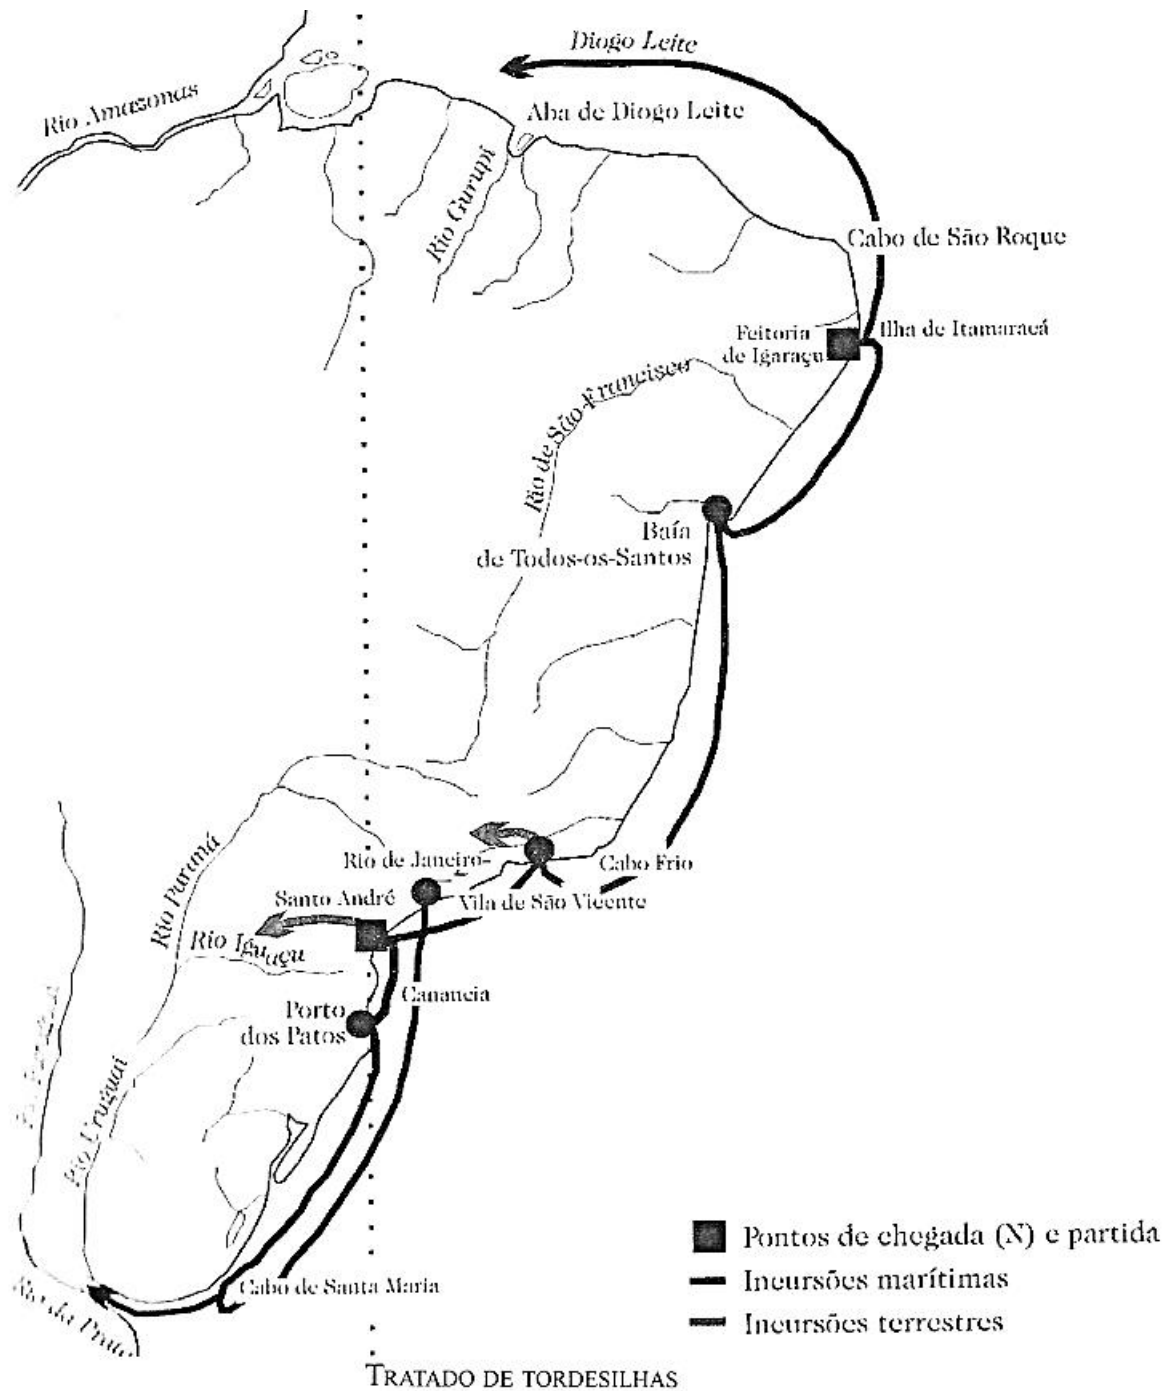 Diogo Leite
Rio Amazonas
Aba de Diogo Leite
Rio Gurupi
Cabo de São Roque
Feitoria
de Igaraçu
Ilha de Itamaracá
Rio de São-Francisco
Baía
de Todos-os-Santos
Rio de Janeiro
Cabo Frio
Santo André
Vila de São Vicente
Rio Paraná
Rio Iguaçu
Cananeia
Porto
dos Patos
Rio Uruguai
Cabo de Santa Maria
Rio da Prata
Pontos de chegada (N) e partida
Incursões marítimas
Incursões terrestres
TRATADO DE TORDESILHAS